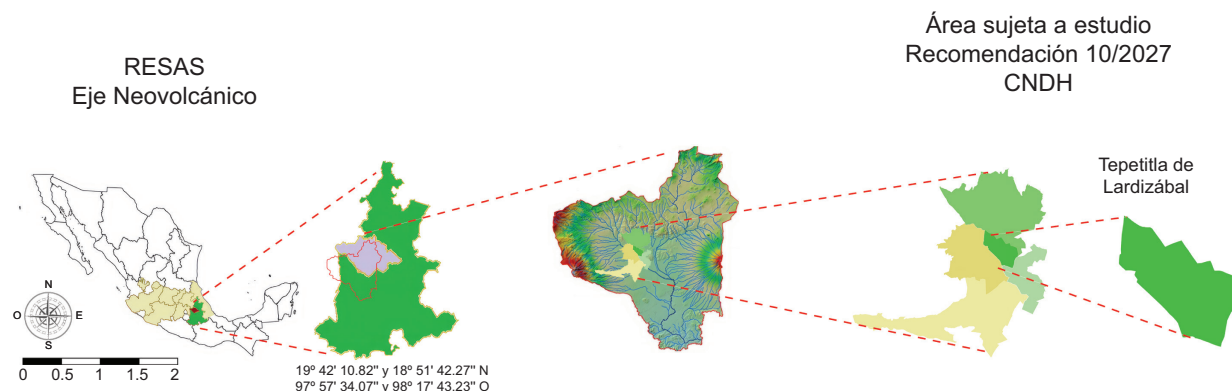 RESAS
Eje Neovolcánico
Área sujeta a estudio
Recomendación 10/2027
CNDH
Tepetitla de
Lardizábal
N
O
E
S
0 0.5 1 1.5 2
19º 42' 10.82" y 18º 51' 42.27" N
97º 57' 34.07" y 98º 17' 43.23" O